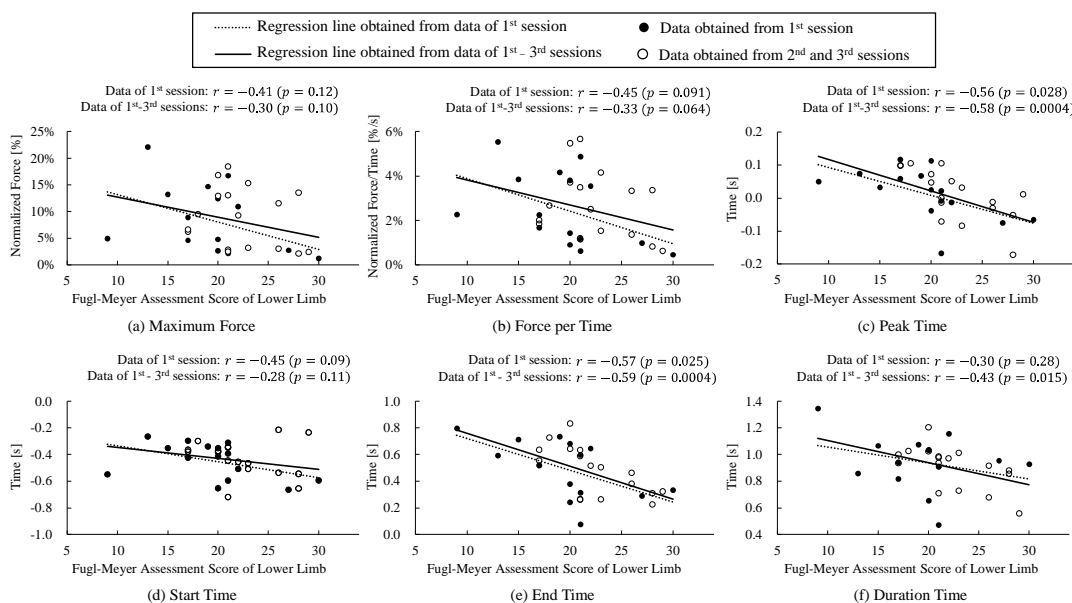 Regression line obtained from data of 1st session
Data obtained from 1st session
Regression line obtained from data of 1st - 3rd sessions
Data obtained from 2nd and 3rd sessions
Data of 1st session: r = −0.41 (p = 0.12)
Data of 1st-3rd sessions: r = −0.30 (p = 0.10)
Normalized Force [%]
25%
20%
15%
10%
5%
0%
5 10 15 20 25 30
Fugl-Meyer Assessment Score of Lower Limb
(a) Maximum Force
Data of 1st session: r = −0.45 (p = 0.091)
Data of 1st-3rd sessions: r = −0.33 (p = 0.064)
Normalized Force/Time [%/s]
6%
4%
2%
0%
5 10 15 20 25 30
Fugl-Meyer Assessment Score of Lower Limb
(b) Force per Time
Data of 1st session: r = −0.56 (p = 0.028)
Data of 1st-3rd sessions: r = −0.58 (p = 0.0004)
Time [s]
0.2
0.1
0.0
-0.1
-0.2
5 10 15 20 25 30
Fugl-Meyer Assessment Score of Lower Limb
(c) Peak Time
Data of 1st session: r = −0.45 (p = 0.09)
Data of 1st - 3rd sessions: r = −0.28 (p = 0.11)
Time [s]
0.0
-0.2
-0.4
-0.6
-0.8
-1.0
5 10 15 20 25 30
Fugl-Meyer Assessment Score of Lower Limb
(d) Start Time
Data of 1st session: r = −0.57 (p = 0.025)
Data of 1st - 3rd sessions: r = −0.59 (p = 0.0004)
Time [s]
1.0
0.8
0.6
0.4
0.2
0.0
5 10 15 20 25 30
Fugl-Meyer Assessment Score of Lower Limb
(e) End Time
Data of 1st session: r = −0.30 (p = 0.28)
Data of 1st - 3rd sessions: r = −0.43 (p = 0.015)
Time [s]
1.4
1.2
1.0
0.8
0.6
0.4
5 10 15 20 25 30
Fugl-Meyer Assessment Score of Lower Limb
(f) Duration Time